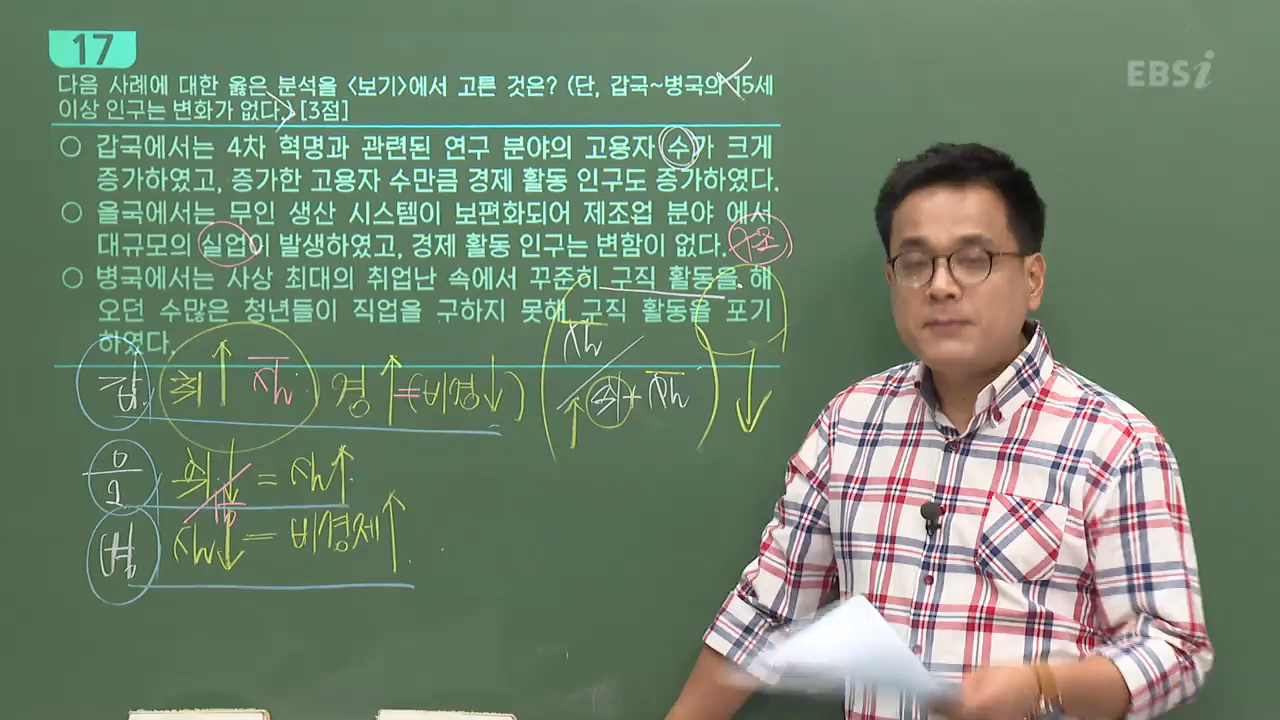 17
EBSi
다음 사례에 대한 옳은 분석을 <보기>에서 고른 것은? (단, 갑국~병국의 15세
이상 인구는 변화가 없다.) [3점]
○ 갑국에서는 4차 혁명과 관련된 연구 분야의 고용자 수가 크게
증가하였고, 증가한 고용자 수만큼 경제 활동 인구도 증가하였다.
○ 을국에서는 무인 생산 시스템이 보편화되어 제조업 분야 에서
대규모의 실업이 발생하였고, 경제 활동 인구는 변함이 없다. 구조
○ 병국에서는 사상 최대의 취업난 속에서 꾸준히 구직 활동을 해
오던 수많은 청년들이 직업을 구하지 못해 구직 활동을 포기
하였다.
갑 취↑ 실 경↑=(비경↓) (실/취+실) ↓
을 취↓ = 실↑
병 실↓ = 비경제↑